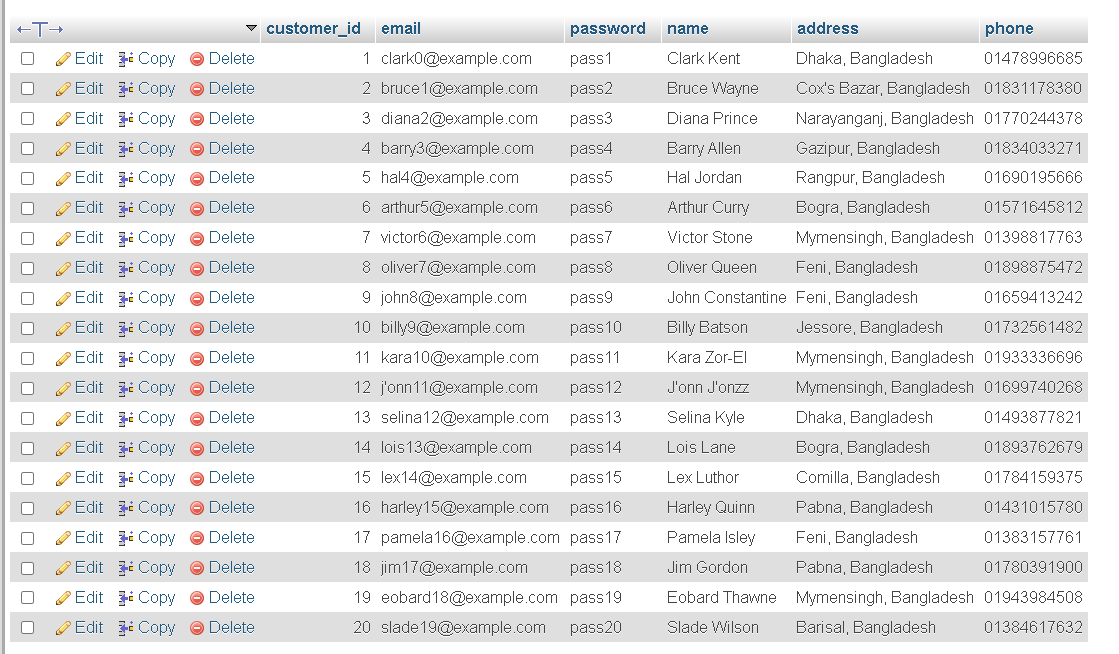 ←T→ customer_id email password name address phone
Edit Copy Delete 1 clark0@example.com pass1 Clark Kent Dhaka, Bangladesh 01478996685
Edit Copy Delete 2 bruce1@example.com pass2 Bruce Wayne Cox's Bazar, Bangladesh 01831178380
Edit Copy Delete 3 diana2@example.com pass3 Diana Prince Narayanganj, Bangladesh 01770244378
Edit Copy Delete 4 barry3@example.com pass4 Barry Allen Gazipur, Bangladesh 01834033271
Edit Copy Delete 5 hal4@example.com pass5 Hal Jordan Rangpur, Bangladesh 01690195666
Edit Copy Delete 6 arthur5@example.com pass6 Arthur Curry Bogra, Bangladesh 01571645812
Edit Copy Delete 7 victor6@example.com pass7 Victor Stone Mymensingh, Bangladesh 01398817763
Edit Copy Delete 8 oliver7@example.com pass8 Oliver Queen Feni, Bangladesh 01898875472
Edit Copy Delete 9 john8@example.com pass9 John Constantine Feni, Bangladesh 01659413242
Edit Copy Delete 10 billy9@example.com pass10 Billy Batson Jessore, Bangladesh 01732561482
Edit Copy Delete 11 kara10@example.com pass11 Kara Zor-El Mymensingh, Bangladesh 01933336696
Edit Copy Delete 12 j'onn11@example.com pass12 J'onn J'onzz Mymensingh, Bangladesh 01699740268
Edit Copy Delete 13 selina12@example.com pass13 Selina Kyle Dhaka, Bangladesh 01493877821
Edit Copy Delete 14 lois13@example.com pass14 Lois Lane Bogra, Bangladesh 01893762679
Edit Copy Delete 15 lex14@example.com pass15 Lex Luthor Comilla, Bangladesh 01784159375
Edit Copy Delete 16 harley15@example.com pass16 Harley Quinn Pabna, Bangladesh 01431015780
Edit Copy Delete 17 pamela16@example.com pass17 Pamela Isley Feni, Bangladesh 01383157761
Edit Copy Delete 18 jim17@example.com pass18 Jim Gordon Pabna, Bangladesh 01780391900
Edit Copy Delete 19 eobard18@example.com pass19 Eobard Thawne Mymensingh, Bangladesh 01943984508
Edit Copy Delete 20 slade19@example.com pass20 Slade Wilson Barisal, Bangladesh 01384617632